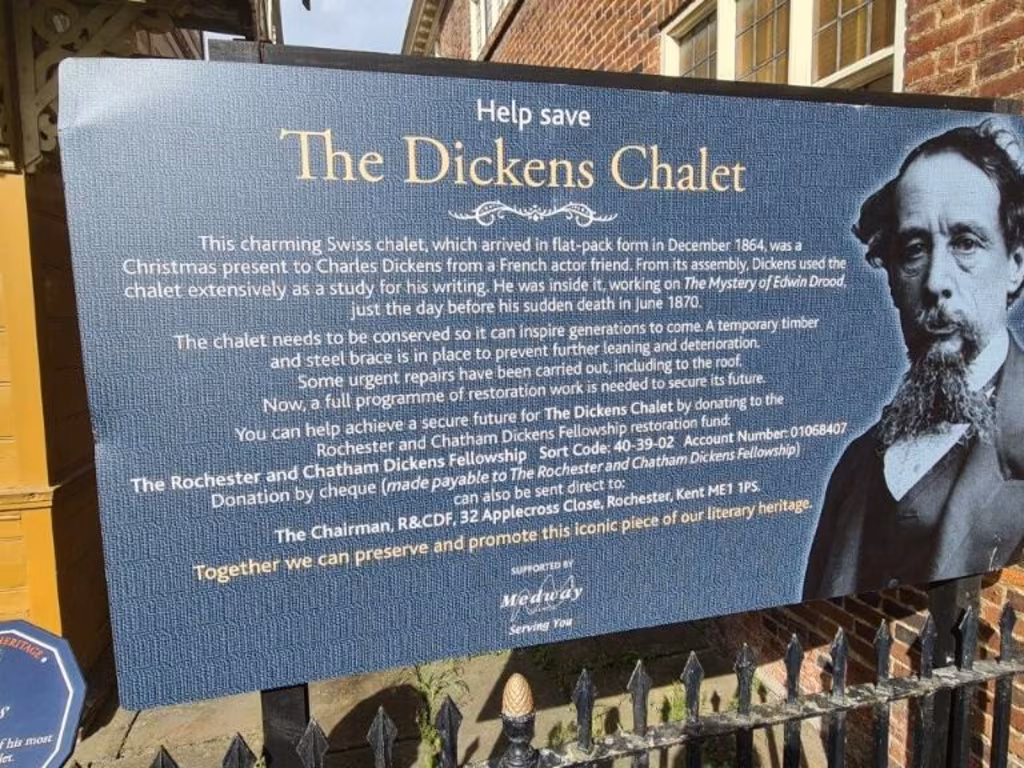 Help save
The Dickens Chalet
This charming Swiss chalet, which arrived in flat-pack form in December 1864, was a
Christmas present to Charles Dickens from a French actor friend. From its assembly, Dickens used the
chalet extensively as a study for his writing. He was inside it, working on The Mystery of Edwin Drood,
just the day before his sudden death in June 1870.
The chalet needs to be conserved so it can inspire generations to come. A temporary timber
and steel brace is in place to prevent further leaning and deterioration.
Some urgent repairs have been carried out, including to the roof.
Now, a full programme of restoration work is needed to secure its future.
You can help achieve a secure future for The Dickens Chalet by donating to the
Rochester and Chatham Dickens Fellowship restoration fund:
The Rochester and Chatham Dickens Fellowship Sort Code: 40-39-02 Account Number: 01068407
Donation by cheque (made payable to The Rochester and Chatham Dickens Fellowship)
can also be sent direct to:
The Chairman, R&CDF, 32 Applecross Close, Rochester, Kent ME1 1PS.
Together we can preserve and promote this iconic piece of our literary heritage.
SUPPORTED BY
Medway
Serving You
HERITAGE
s
f his most
let.